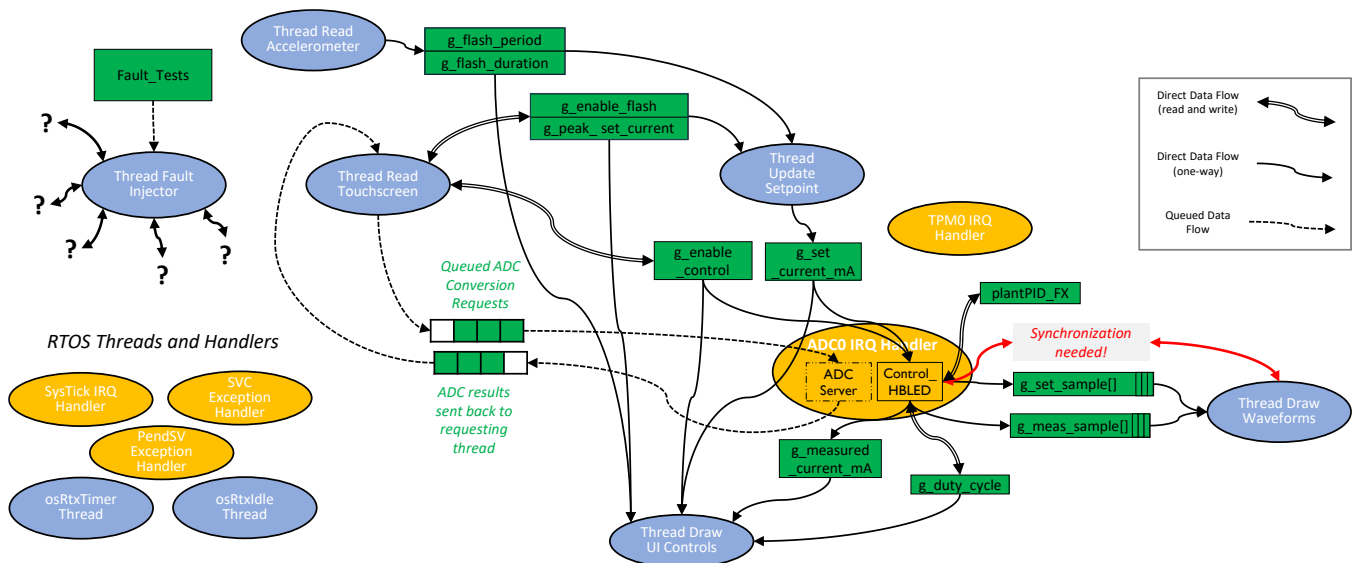 Thread Read
Accelerometer
g_flash_period
g_flash_duration
Fault_Tests
g_enable_flash
g_peak_ set_current
Direct Data Flow
(read and write)
Direct Data Flow
(one-way)
Queued Data
Flow
?
?
?
?
?
Thread Fault
Injector
Thread Read
Touchscreen
Thread
Update
Setpoint
TPM0 IRQ
Handler
g_enable
_control
g_set
_current_mA
Queued ADC
Conversion
Requests
plantPID_FX
RTOS Threads and Handlers
ADC0 IRQ Handler
Synchronization
needed!
ADC
Server
Control_
HBLED
SysTick IRQ
Handler
SVC
Exception
Handler
ADC results
sent back to
requesting
thread
g_set_sample[]
g_meas_sample[]
Thread Draw
Waveforms
PendSV
Exception
Handler
g_measured
_current_mA
g_duty_cycle
osRtxTimer
Thread
osRtxIdle
Thread
Thread Draw
UI Controls